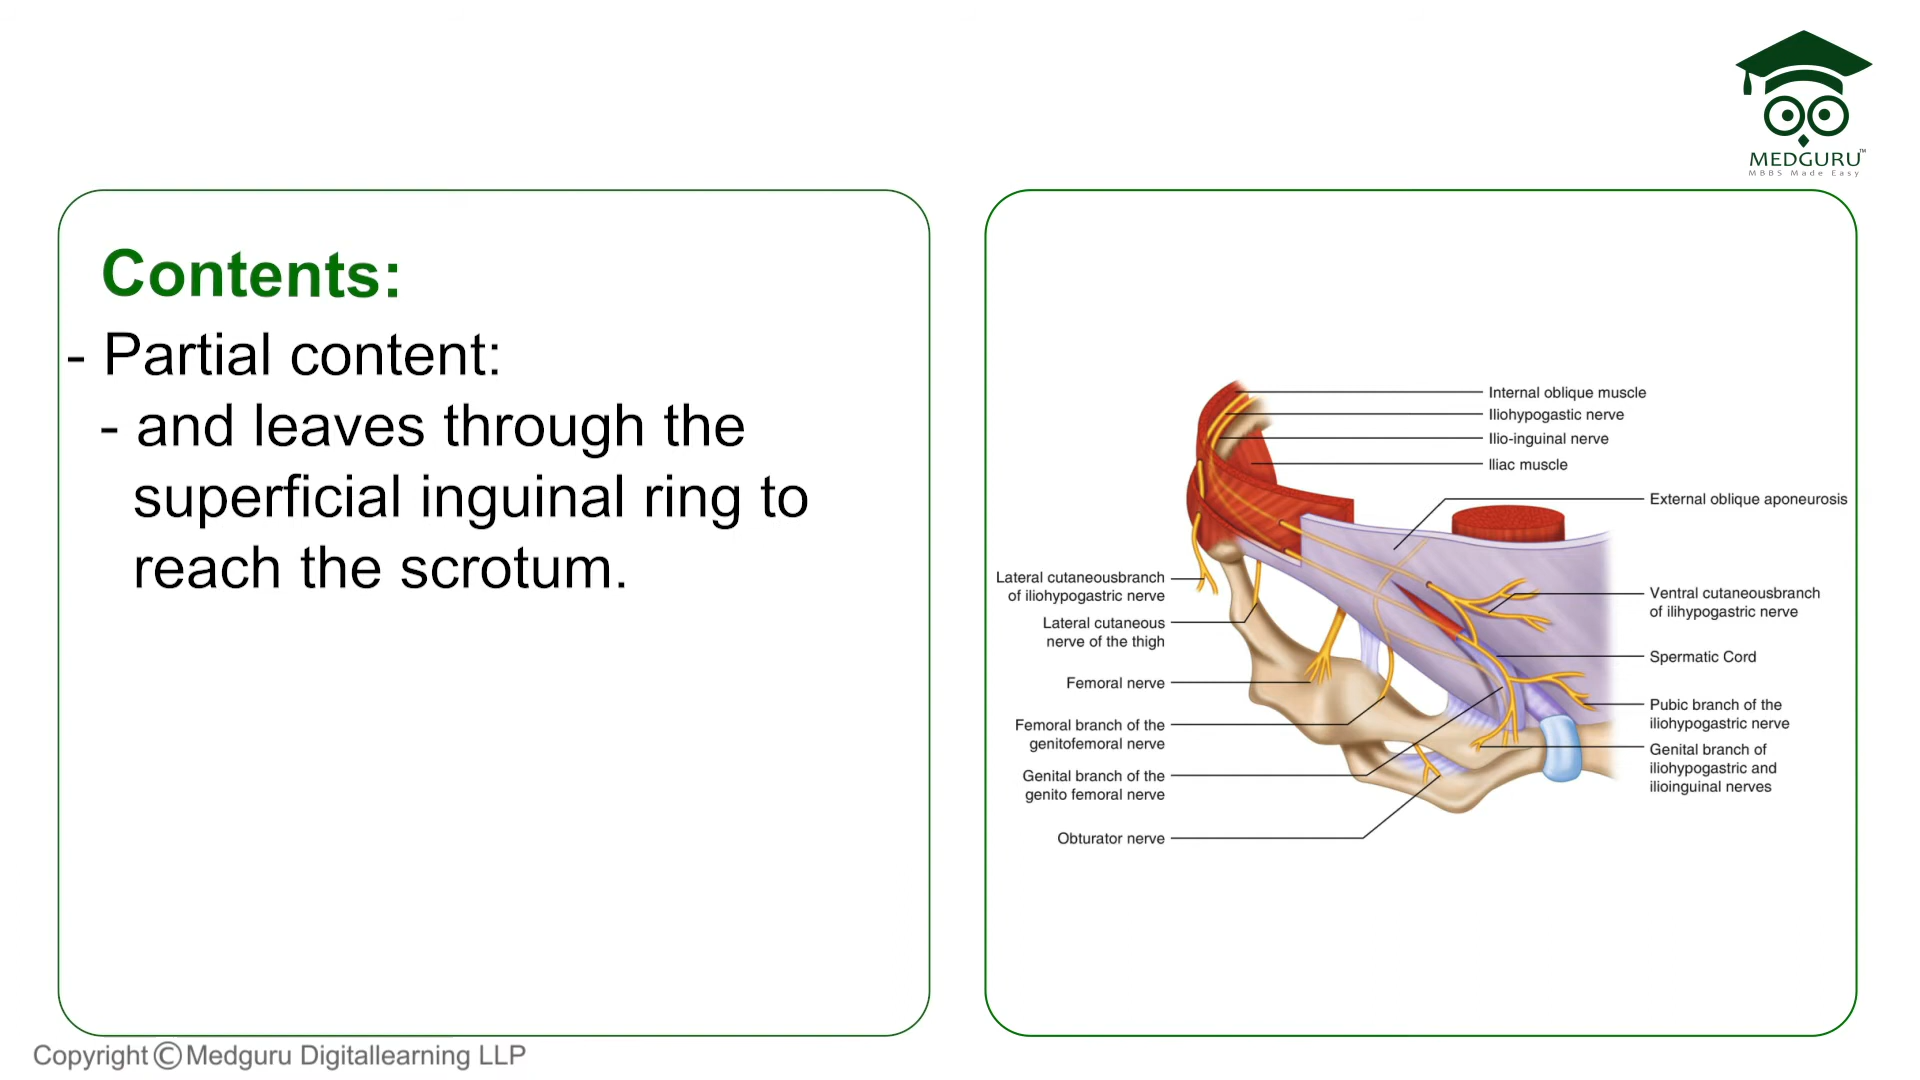 MEDGURU™
MBBS Made Easy
Contents:
- Partial content:
- and leaves through the
superficial inguinal ring to
reach the scrotum.
Internal oblique muscle
Iliohypogastic nerve
Ilio-inguinal nerve
Iliac muscle
External oblique aponeurosis
Lateral cutaneousbranch
of iliohypogastric nerve
Lateral cutaneous
nerve of the thigh
Femoral nerve
Femoral branch of the
genitofemoral nerve
Genital branch of the
genito femoral nerve
Obturator nerve
Ventral cutaneousbranch
of ilihypogastric nerve
Spermatic Cord
Pubic branch of the
iliohypogastric nerve
Genital branch of
iliohypogastric and
ilioinguinal nerves
Copyright © Medguru Digitallearning LLP